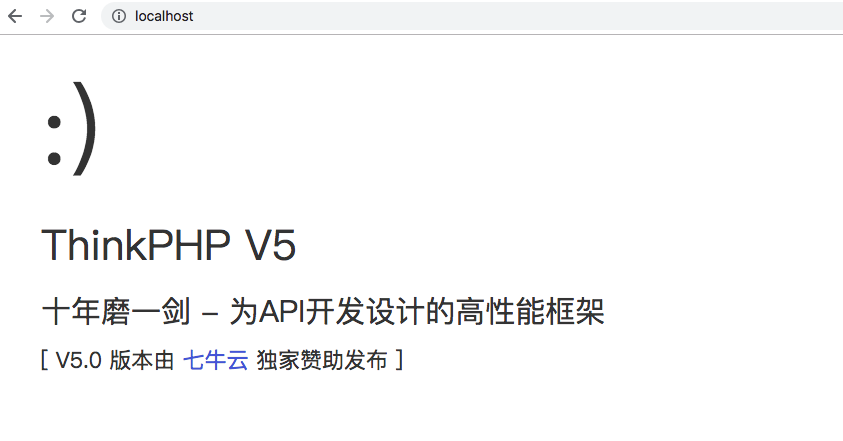 localhost
:)
ThinkPHP V5
十年磨一剑 – 为API开发设计的高性能框架
[ V5.0 版本由 七牛云 独家赞助发布 ]